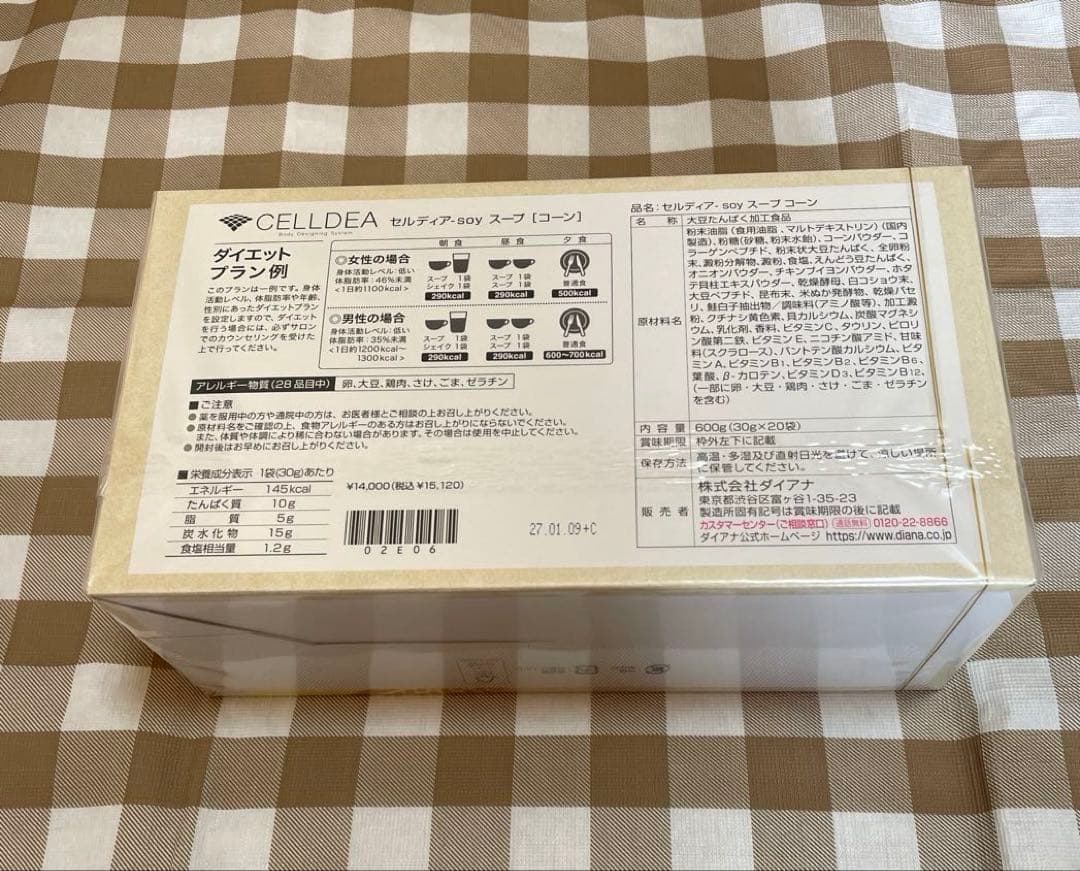 CELLDEA
Body Designing System
セルディア-soy スープ [コーン]
ダイエット
プラン例
このプランは一例です。身体
活動レベル、体脂肪率や年齢、
性別にあったダイエットプラン
を設定しますので、ダイエット
を行う場合には、必ずサロン
でのカウンセリングを受けた
上で行ってください。
朝 食 昼 食 夕 食
◎女性の場合
身体活動レベル:低い
体脂肪率:46%未満
<1日約1100kcal>
スープ 1袋
シェイク 1袋
290kcal
スープ 1袋
スープ 1袋
290kcal
普通食
500kcal
◎男性の場合
身体活動レベル:低い
体脂肪率:35%未満
<1日約1200kcal〜
1300kcal>
スープ 1袋
シェイク 1袋
290kcal
スープ 1袋
スープ 1袋
290kcal
普通食
600〜700kcal
アレルギー物質(28品目中) 卵、大豆、鶏肉、さけ、ごま、ゼラチン
■ご注意
●薬を服用中の方や通院中の方は、お医者様とご相談の上お召し上がりください。
●原材料名をご確認の上、食物アレルギーのある方はお召し上がりにならないでください。
また、体質や体調により稀に合わない場合があります。その場合は使用を中止してください。
●開封後はお早めにお召し上がりください。
■栄養成分表示 1袋(30g)あたり
エネルギー 145kcal
たんぱく質 10g
脂 質 5g
炭水化物 15g
食塩相当量 1.2g
¥14,000(税込¥15,120)
02E06
27.01.09+C
品名:セルディア-soy スープ コーン
名 称 大豆たんぱく加工食品
原材料名 粉末油脂(食用油脂、マルトデキストリン)(国内
製造)、粉糖(砂糖、粉末水飴)、コーンパウダー、コ
ラーゲンペプチド、粉末状大豆たんぱく、全卵粉
末、澱粉分解物、澱粉、食塩、えんどう豆たんぱく、
オニオンパウダー、チキンブイヨンパウダー、ホタ
テ貝柱エキスパウダー、乾燥酵母、白コショウ末、
大豆ペプチド、昆布末、米ぬか発酵物、乾燥パセ
リ、鮭白子抽出物/調味料(アミノ酸等)、加工澱
粉、クチナシ黄色素、貝カルシウム、炭酸マグネシ
ウム、乳化剤、香料、ビタミンC、タウリン、ピロリン
酸第二鉄、ビタミンE、ニコチン酸アミド、甘味
料(スクラロース)、パントテン酸カルシウム、ビタ
ミンA、ビタミンB1、ビタミンB2、ビタミンB6、
葉酸、β-カロテン、ビタミンD3、ビタミンB12、
(一部に卵・大豆・鶏肉・さけ・ごま・ゼラチン
を含む)
内 容 量 600g(30g×20袋)
賞味期限 枠外左下に記載
保存方法 高温・多湿及び直射日光を避けて、涼しい場所
に保管してください。
販 売 者 株式会社ダイアナ
東京都渋谷区富ヶ谷1-35-23
製造所固有記号は賞味期限の後に記載
カスタマーセンター(ご相談窓口) 通話無料 0120-22-8866
ダイアナ公式ホームページ https://www.diana.co.jp